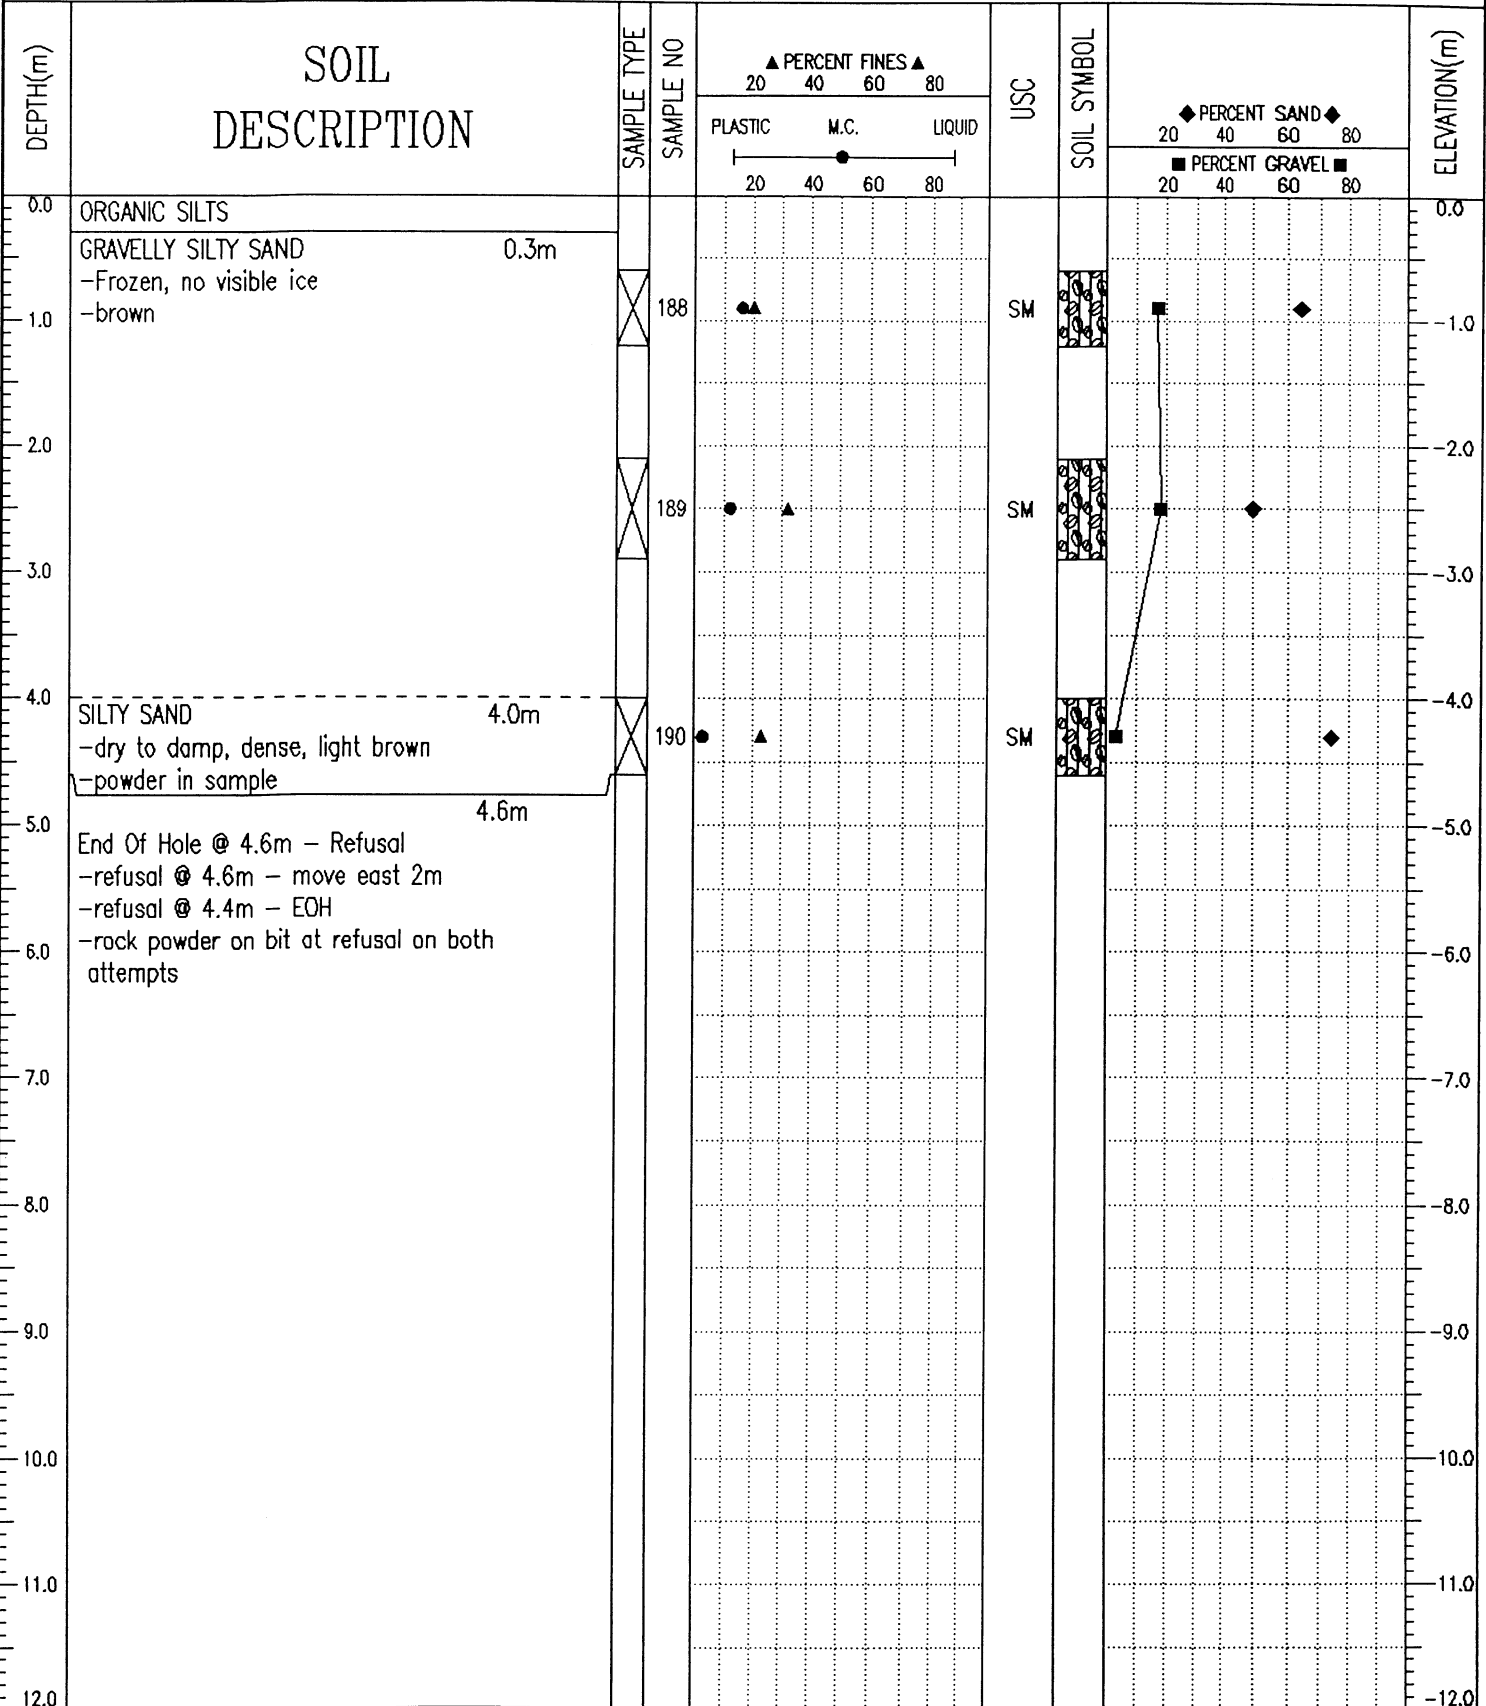 DEPTH(m)
SOIL
DESCRIPTION
SAMPLE TYPE
SAMPLE NO
▲ PERCENT FINES ▲
20 40 60 80
PLASTIC M.C. LIQUID
20 40 60 80
USC
SOIL SYMBOL
◆ PERCENT SAND ◆
20 40 60 80
■ PERCENT GRAVEL ■
20 40 60 80
ELEVATION(m)
0.0 ORGANIC SILTS 0.0
GRAVELLY SILTY SAND 0.3m
-Frozen, no visible ice
-brown
188 SM
1.0 -1.0
2.0 -2.0
189 SM
3.0 -3.0
4.0 -4.0
SILTY SAND 4.0m
-dry to damp, dense, light brown
190 SM
-powder in sample
4.6m
5.0 -5.0
End Of Hole @ 4.6m - Refusal
-refusal @ 4.6m - move east 2m
-refusal @ 4.4m - EOH
-rock powder on bit at refusal on both
6.0 -6.0
attempts
7.0 -7.0
8.0 -8.0
9.0 -9.0
10.0 -10.0
11.0 -11.0
12.0 -12.0